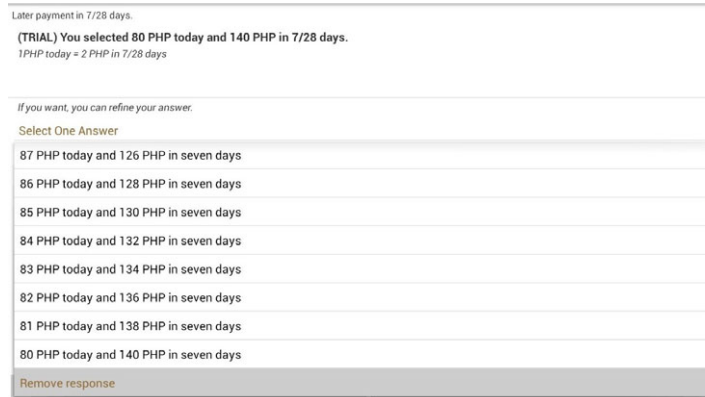 Later payment in 7/28 days.
(TRIAL) You selected 80 PHP today and 140 PHP in 7/28 days.
1PHP today = 2 PHP in 7/28 days
If you want, you can refine your answer.
Select One Answer
87 PHP today and 126 PHP in seven days
86 PHP today and 128 PHP in seven days
85 PHP today and 130 PHP in seven days
84 PHP today and 132 PHP in seven days
83 PHP today and 134 PHP in seven days
82 PHP today and 136 PHP in seven days
81 PHP today and 138 PHP in seven days
80 PHP today and 140 PHP in seven days
Remove response